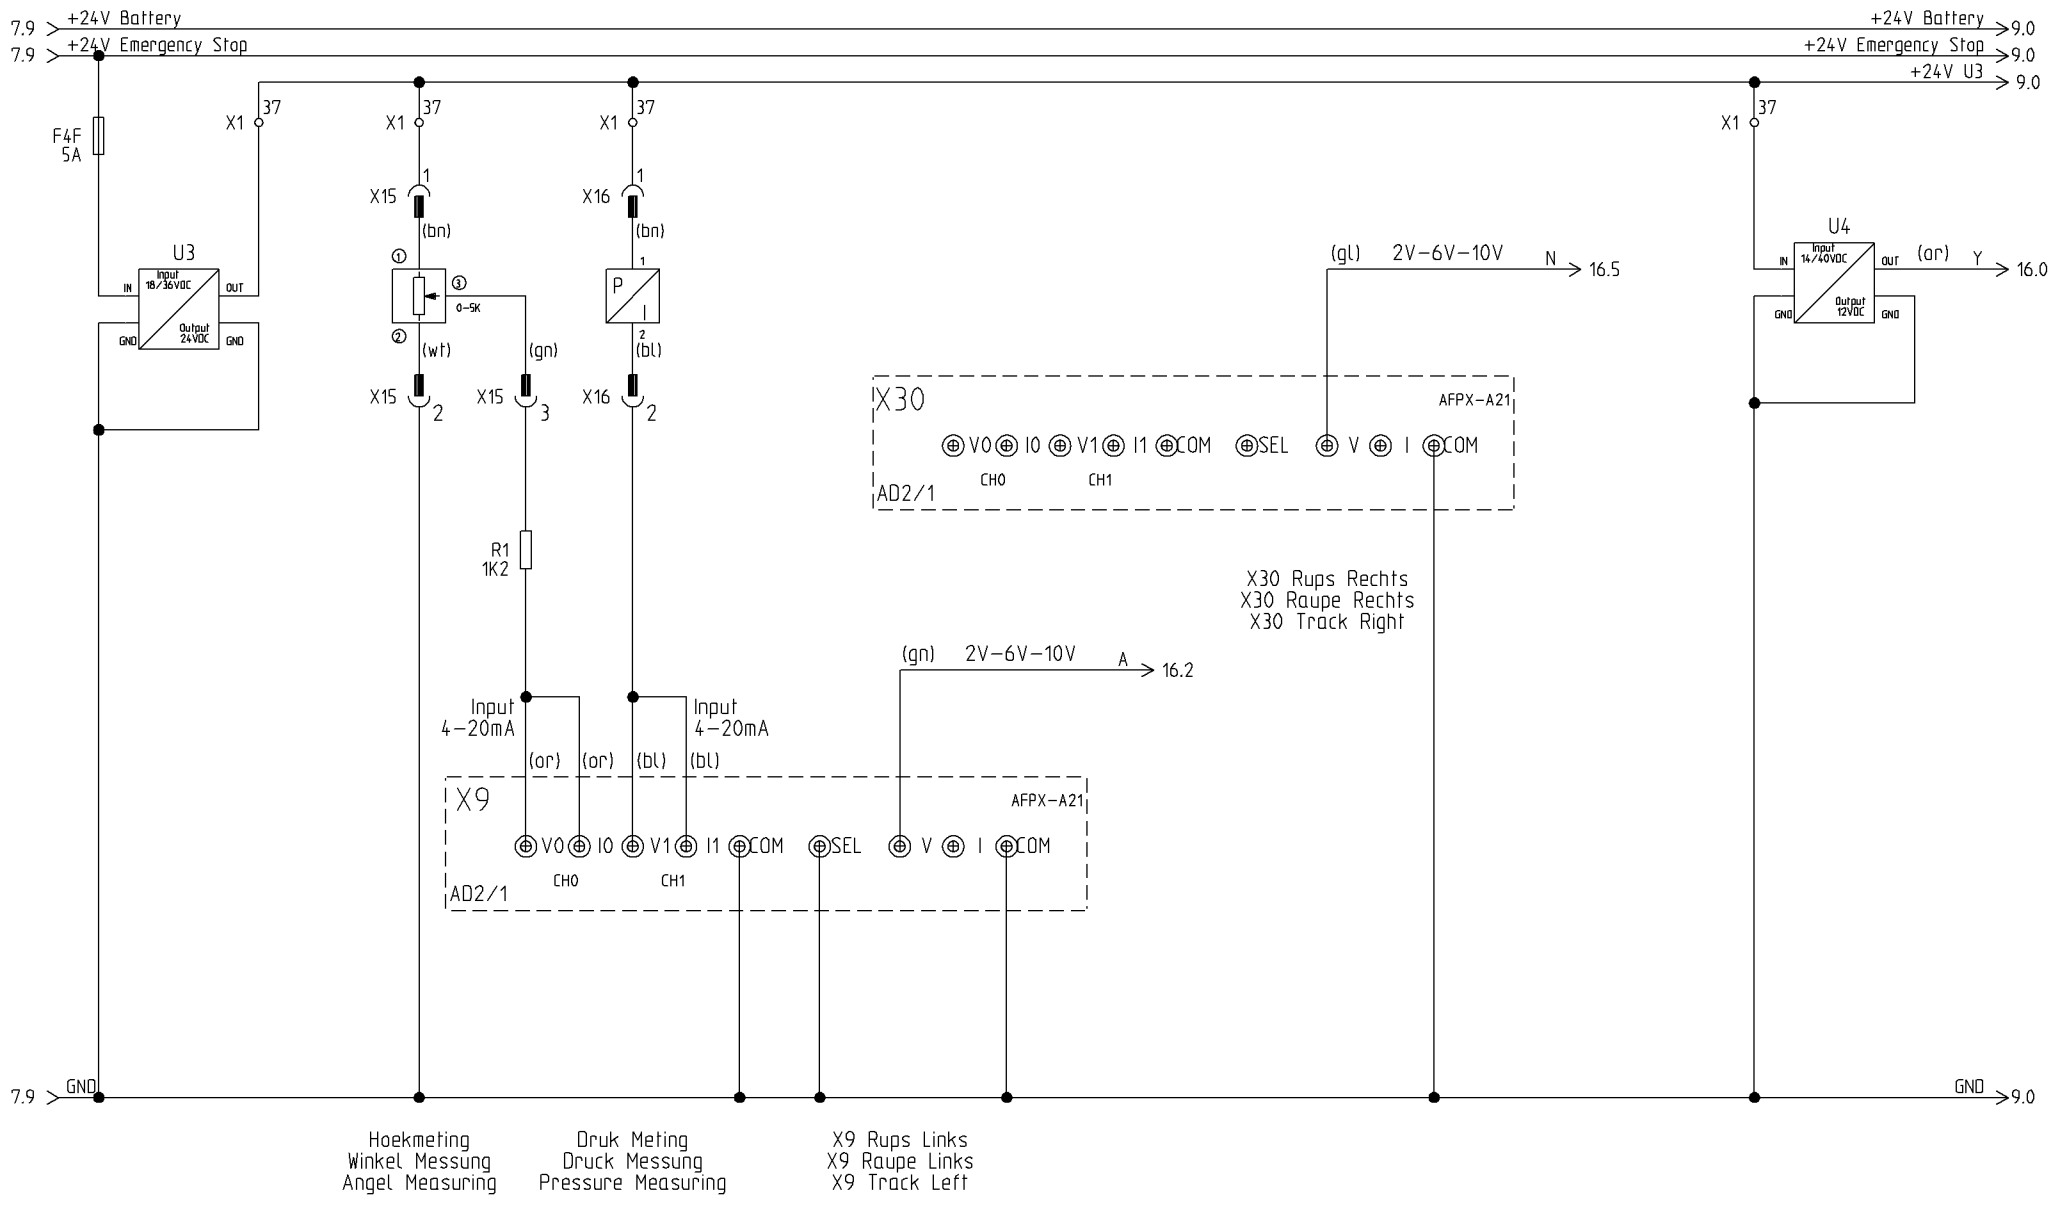 7.9 +24V Battery +24V Battery 9.0
7.9 +24V Emergency Stop +24V Emergency Stop 9.0
+24V U3 9.0
37 37 37 37
X1 X1 X1 X1
F4F
5A
1 1
X15 X16
(bn) (bn)
U3
Input
18/36VDC
IN OUT
Output
24VDC
GND GND
1
3
0-5K
2
(wt) (gn)
1
P
I
2
(bl)
X15 2 X15 3 X16 2
U4
Input
14/40VDC
IN OUT (or) Y 16.0
Output
12VDC
GND GND
(gl) 2V-6V-10V N 16.5
X30 AFPX-A21
V0 I0 V1 I1 COM SEL V I COM
CH0 CH1
AD2/1
R1
1K2
X30 Rups Rechts
X30 Raupe Rechts
X30 Track Right
(gn) 2V-6V-10V A 16.2
Input Input
4-20mA 4-20mA
(or) (or) (bl) (bl)
X9 AFPX-A21
V0 I0 V1 I1 COM SEL V I COM
CH0 CH1
AD2/1
7.9 GND GND 9.0
Hoekmeting Druk Meting X9 Rups Links
Winkel Messung Druck Messung X9 Raupe Links
Angel Measuring Pressure Measuring X9 Track Left